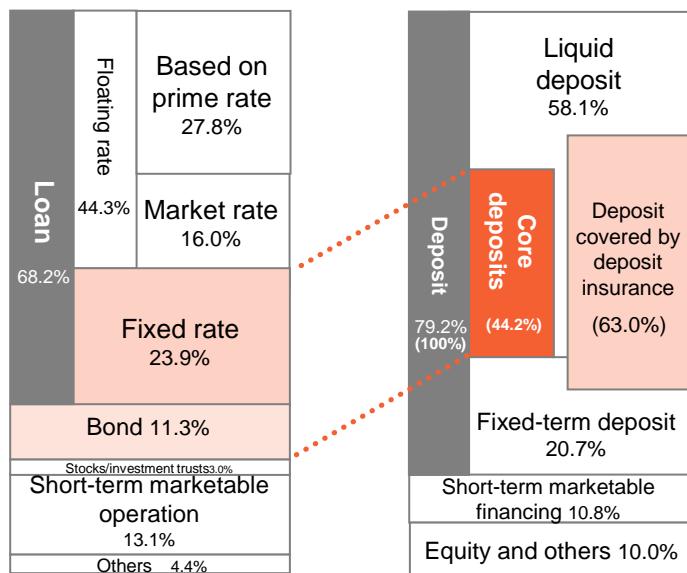 Loan
68.2%
Floating rate
44.3%
Based on
prime rate
27.8%
Market rate
16.0%
Fixed rate
23.9%
Bond 11.3%
Stocks/investment trusts3.0%
Short-term marketable
operation
13.1%
Others 4.4%
Deposit
79.2%
(100%)
Liquid
deposit
58.1%
Core
deposits
(44.2%)
Deposit
covered by
deposit
insurance
(63.0%)
Fixed-term deposit
20.7%
Short-term marketable
financing 10.8%
Equity and others 10.0%